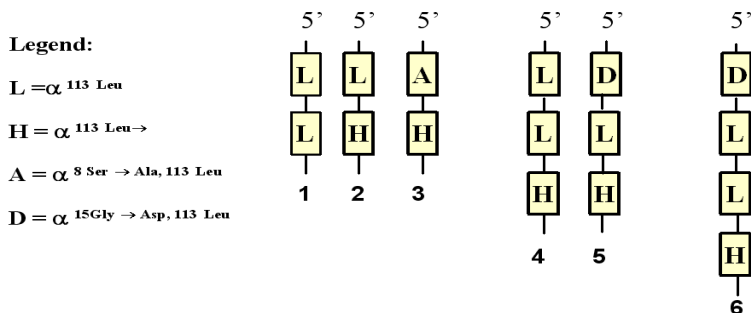 5' 5' 5' 5' 5' 5'
Legend:
L L A L D D
L = α 113 Leu
L H H L L L
H = α 113 Leu→
A = α 8 Ser → Ala, 113 Leu
1 2 3 H H L
D = α 15Gly → Asp, 113 Leu
4 5 H
6